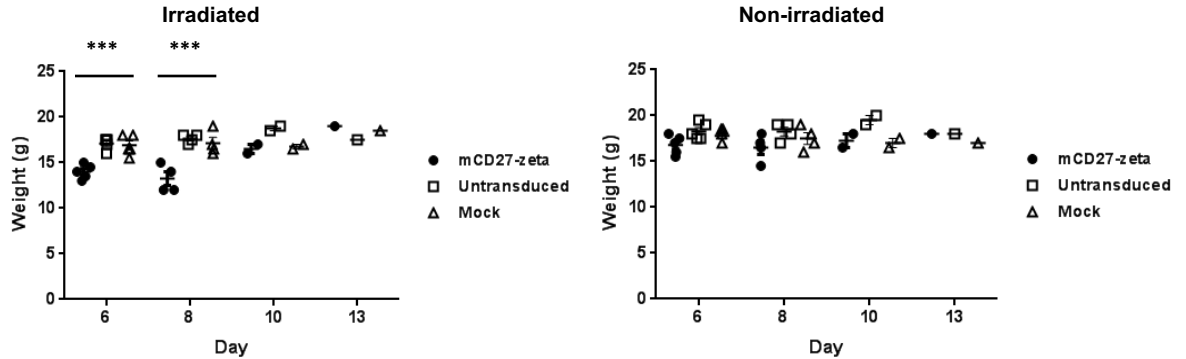 Irradiated
*** ***
25
20
15
10
5
0
Weight (g)
6 8 10 13
Day
mCD27-zeta
Untransduced
Mock
Non-irradiated
25
20
15
10
5
0
Weight (g)
6 8 10 13
Day
mCD27-zeta
Untransduced
Mock